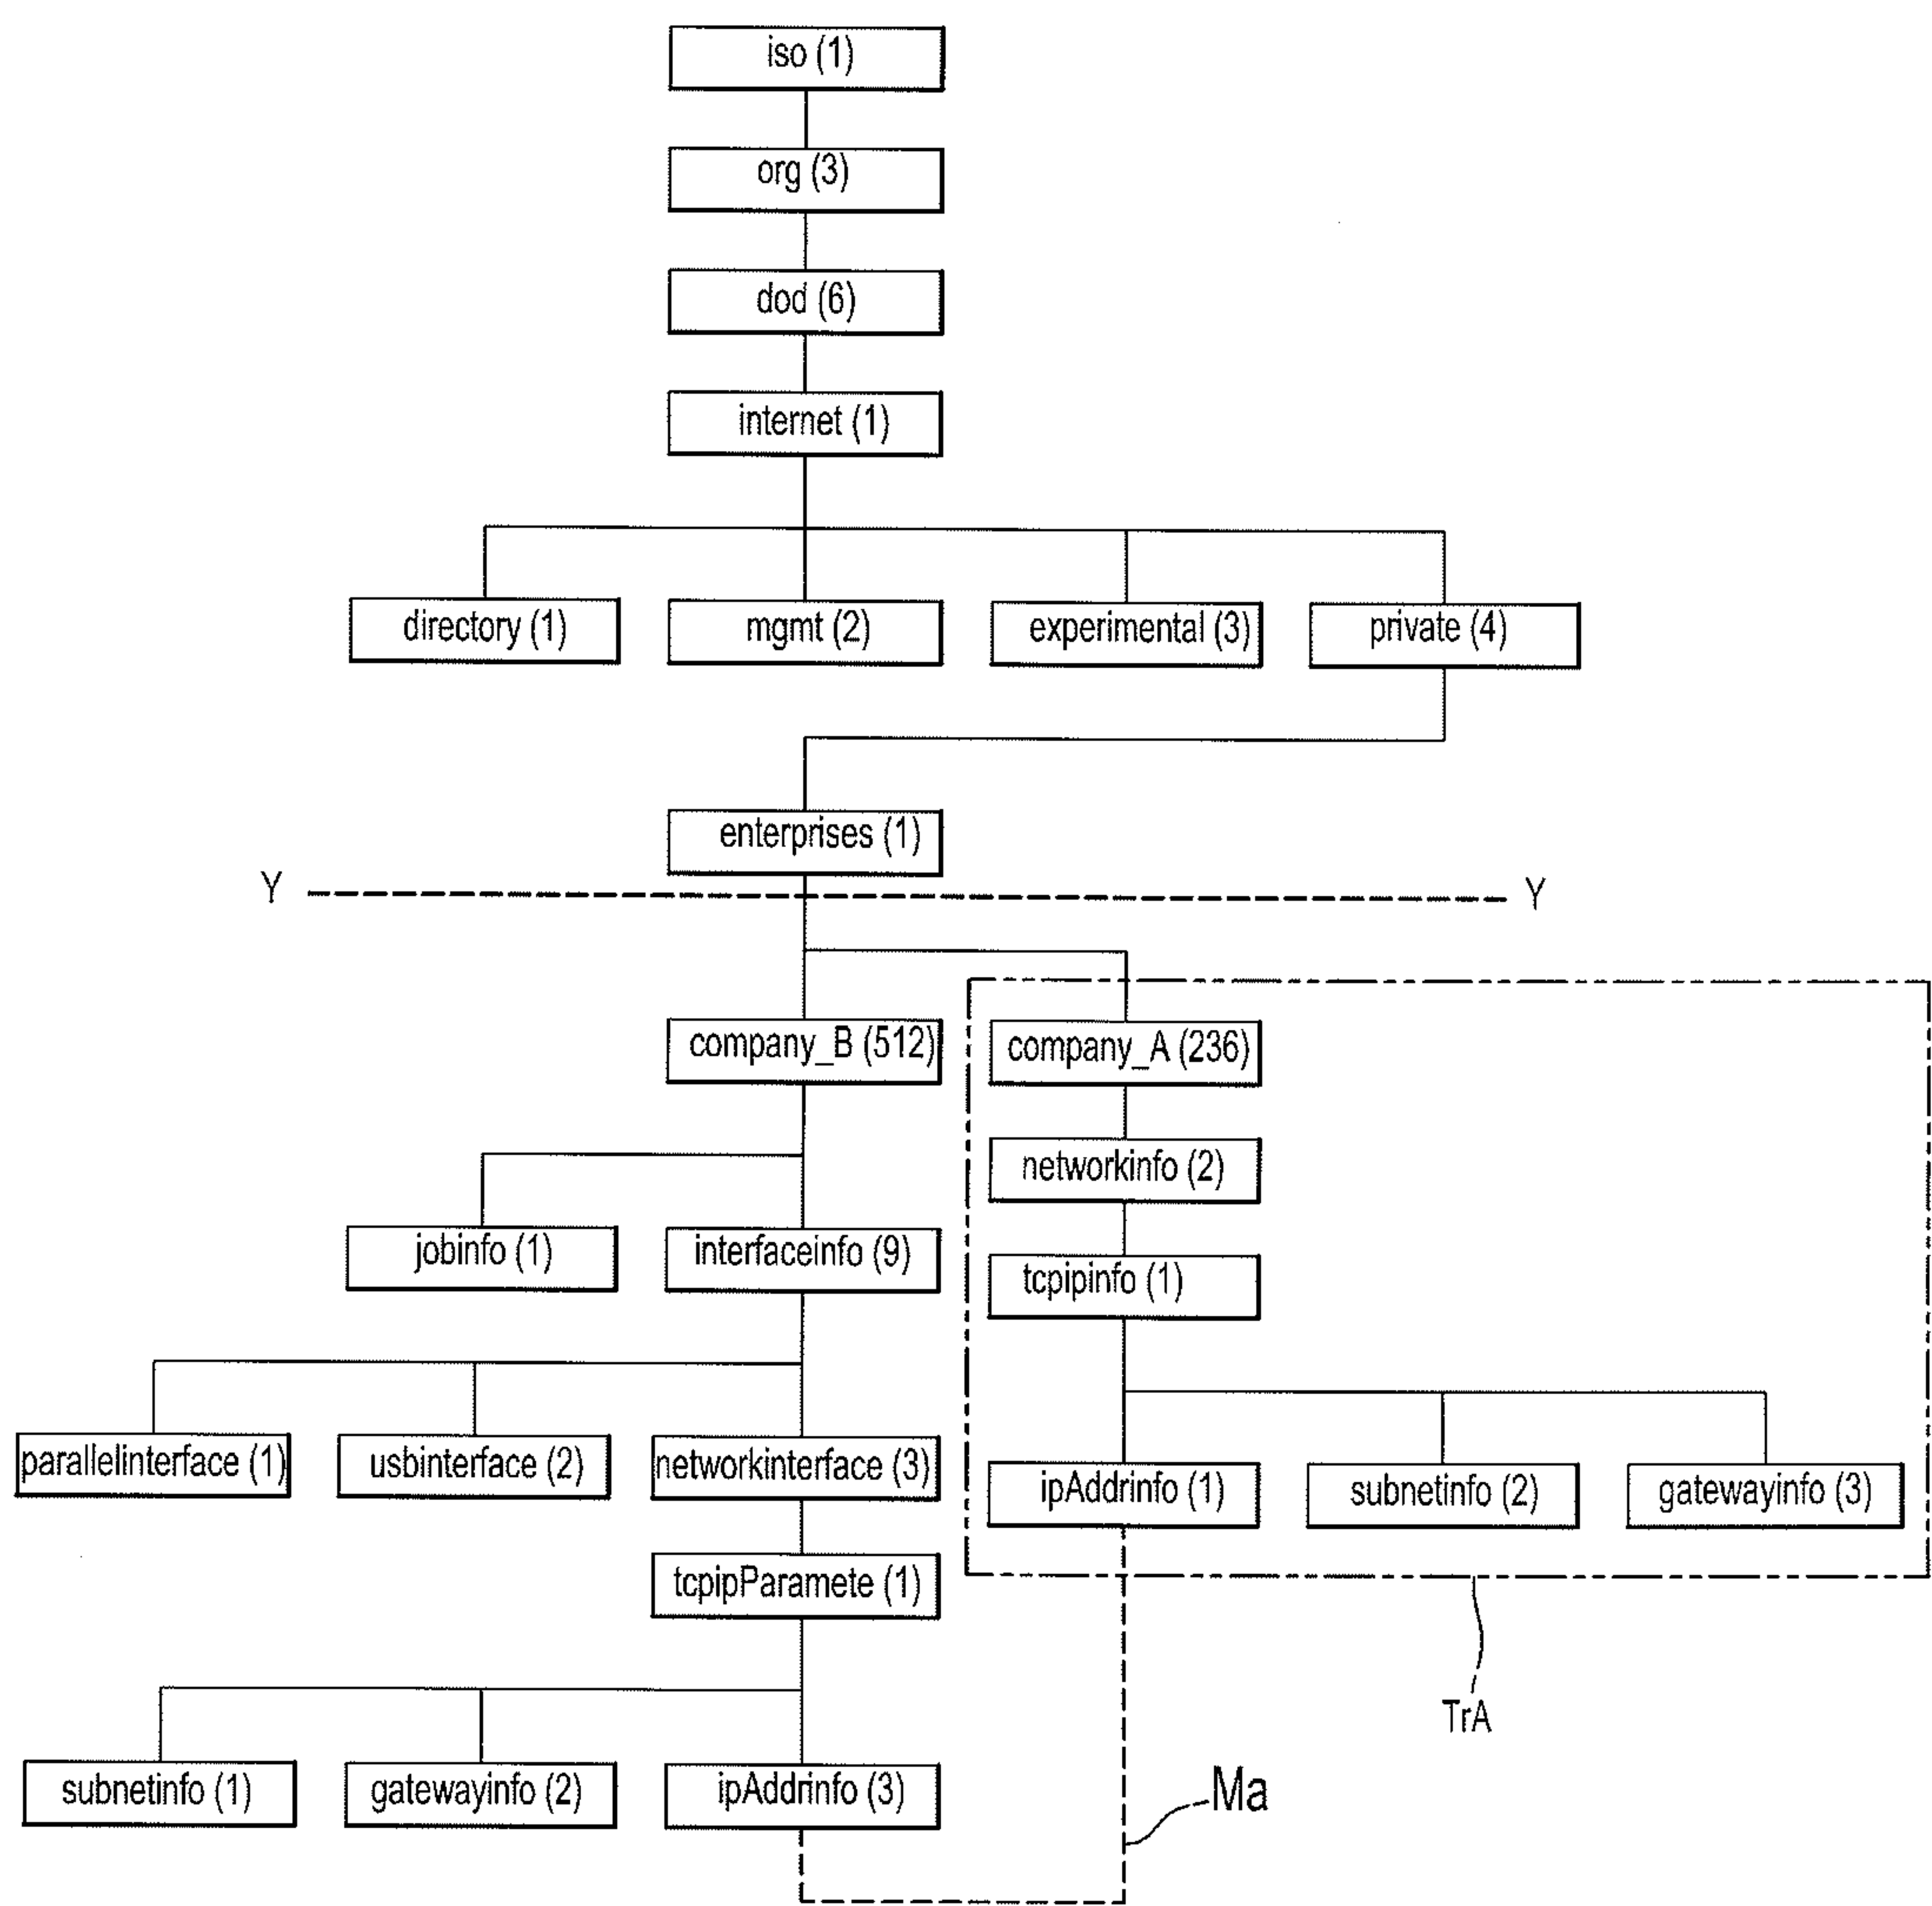 iso (1)
org (3)
dod (6)
internet (1)
directory (1)
mgmt (2)
experimental (3)
private (4)
enterprises (1)
Y
Y
company_B (512)
company_A (236)
networkinfo (2)
jobinfo (1)
interfaceinfo (9)
tcpipinfo (1)
parallelinterface (1)
usbinterface (2)
networkinterface (3)
ipAddrinfo (1)
subnetinfo (2)
gatewayinfo (3)
tcpipParamete (1)
TrA
subnetinfo (1)
gatewayinfo (2)
ipAddrinfo (3)
Ma